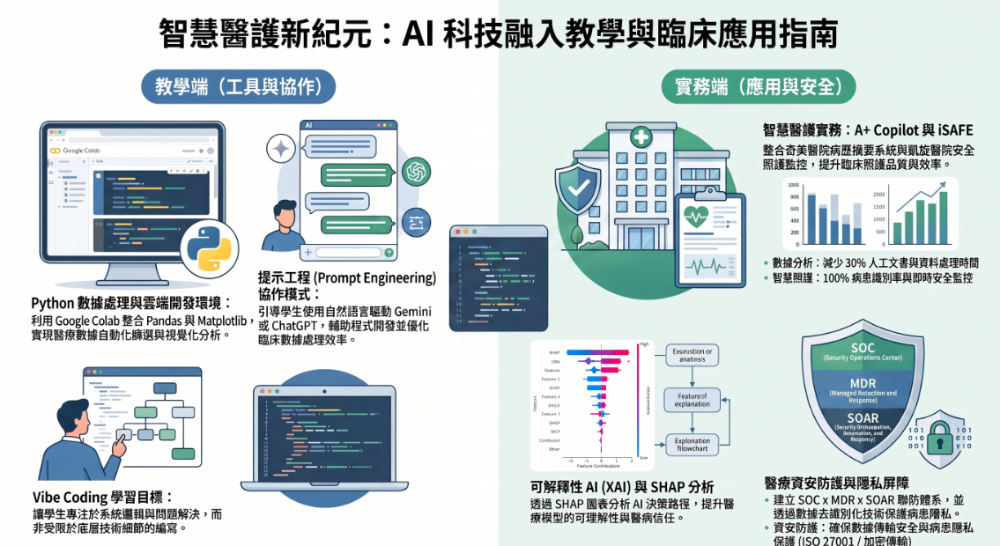 智慧醫護新紀元：AI 科技融入教學與臨床應用指南
教學端（工具與協作）
Google Colab
Python 數據處理與雲端開發環境：
利用 Google Colab 整合 Pandas 與 Matplotlib，
實現醫療數據自動化篩選與視覺化分析。
AI
提示工程 (Prompt Engineering)
協作模式：
引導學生使用自然語言驅動 Gemini
或 ChatGPT，輔助程式開發並優化
臨床數據處理效率。
Vibe Coding 學習目標：
讓學生專注於系統邏輯與問題解決，而
非受限於底層技術細節的編寫。
實務端（應用與安全）
智慧醫護實務：A+ Copilot 與 iSAFE
整合奇美醫院病歷摘要系統與凱旋醫院安全
照護監控，提升臨床照護品質與效率。
1000
800
600
400
200
0
2000
1500
1000
500
0
• 數據分析：減少 30% 人工文書與資料處理時間
• 智慧照護：100% 病患識別率與即時安全監控
SHAP
Feature
Feature 2
SHAP
Feature 4
Feature 3
SHAP
Other
Feature
-2
-1
0
1
2
Feature Contributions
High
Low
Exsinistion or
anatinsis
Featureof
explanation
Explonation
fillowchart
可解釋性 AI (XAI) 與 SHAP 分析
透過 SHAP 圖表分析 AI 決策路徑，提升醫
療模型的可理解性與醫病信任。
SOC
(Security Operations Center)
MDR
(Managed Rotection and
Response)
SOAR
101
010
101
010
醫療資安防護與隱私屏障
• 建立 SOC x MDR x SOAR 聯防體系，並
透過數據去識別化技術保護病患隱私。
• 資安防護：確保數據傳輸安全與病患隱私
保護 (ISO 27001 / 加密傳輸)